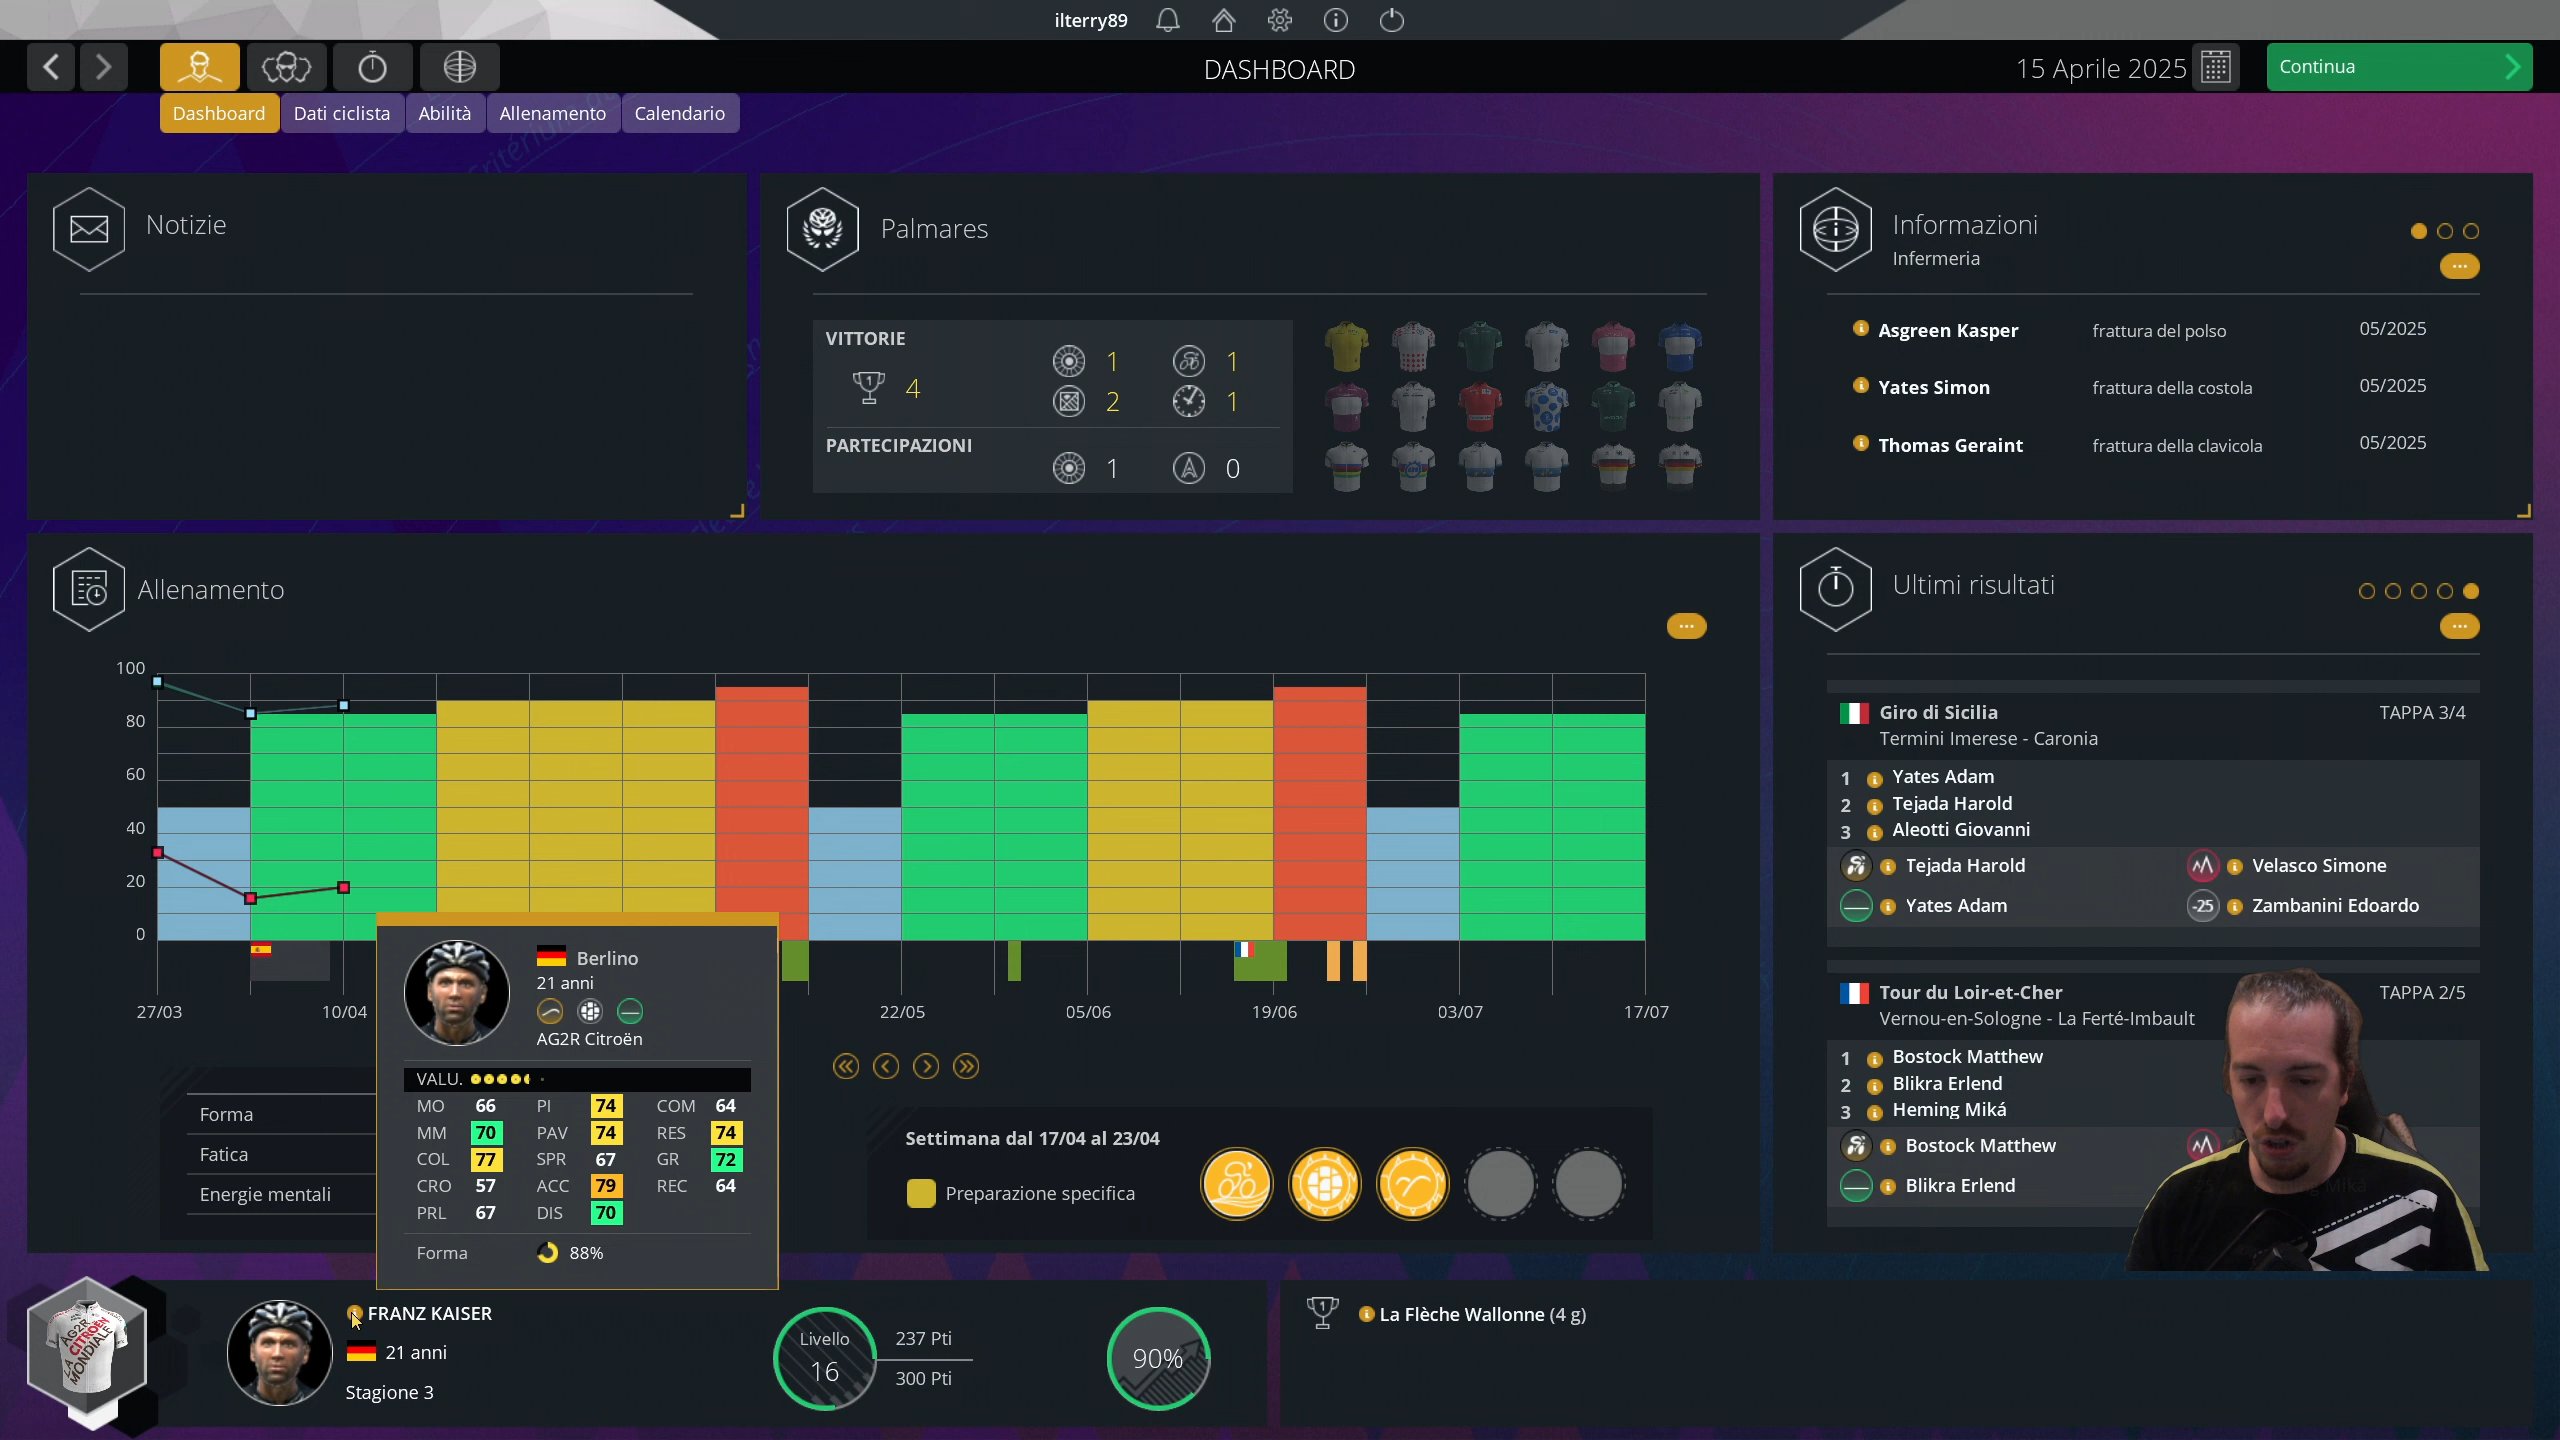 ilterry89
DASHBOARD
15 Aprile 2025
Continua
Dashboard
Dati ciclista
Abilità
Allenamento
Calendario
Notizie
Palmares
VITTORIE
4
1
1
2
1
PARTECIPAZIONI
1
0
Informazioni
Infermeria
Asgreen Kasper frattura del polso 05/2025
Yates Simon frattura della costola 05/2025
Thomas Geraint frattura della clavicola 05/2025
Allenamento
100
80
60
40
20
0
27/03 10/04 22/05 05/06 19/06 03/07 17/07
Berlino
21 anni
AG2R Citroën
VALU.
MO 66 PI 74 COM 64
MM 70 PAV 74 RES 74
COL 77 SPR 67 GR 72
CRO 57 ACC 79 REC 64
PRL 67 DIS 70
Forma 88%
Forma
Fatica
Energie mentali
Settimana dal 17/04 al 23/04
Preparazione specifica
Ultimi risultati
Giro di Sicilia TAPPA 3/4
Termini Imerese - Caronia
1 Yates Adam
2 Tejada Harold
3 Aleotti Giovanni
Tejada Harold Velasco Simone
Yates Adam -25 Zambanini Edoardo
Tour du Loir-et-Cher TAPPA 2/5
Vernou-en-Sologne - La Ferté-Imbault
1 Bostock Matthew
2 Blikra Erlend
3 Heming Miká
Bostock Matthew
Blikra Erlend
AG2R
CITROËN
MONDIALE
FRANZ KAISER
21 anni
Stagione 3
Livello
16
237 Pti
300 Pti
90%
La Flèche Wallonne (4 g)